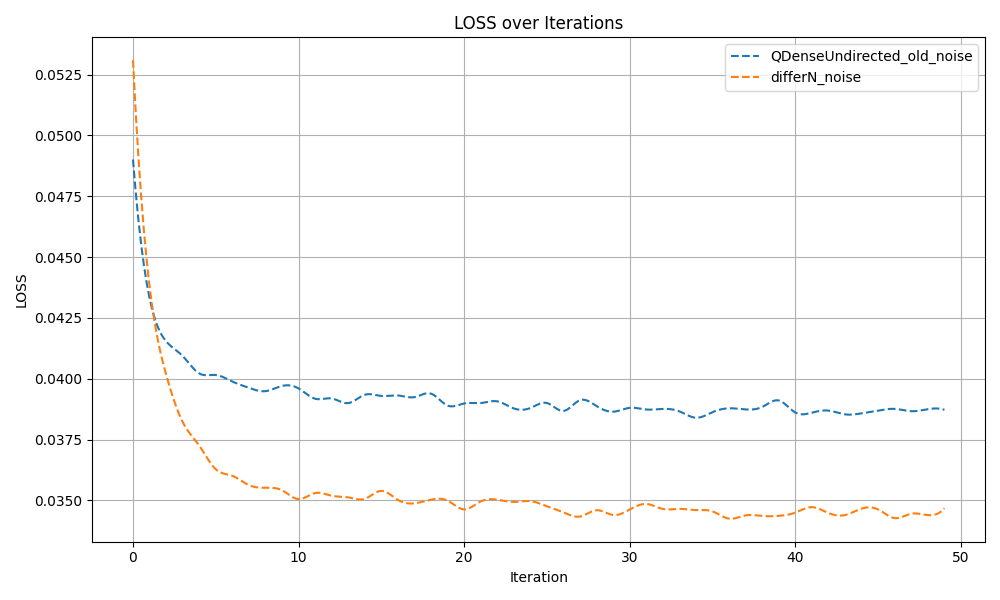 LOSS over Iterations
QDenseUndirected_old_noise
differN_noise
LOSS
0.0525
0.0500
0.0475
0.0450
0.0425
0.0400
0.0375
0.0350
0 10 20 30 40 50
Iteration